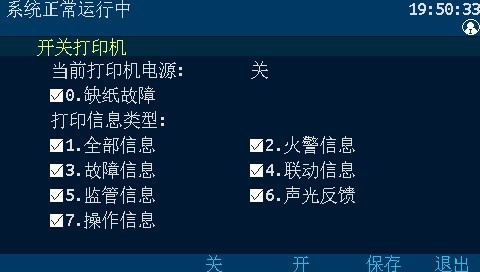 系统正常运行中 19:50:33
开关打印机
当前打印机电源: 关
0.缺纸故障
打印信息类型:
1.全部信息 2.火警信息
3.故障信息 4.联动信息
5.监管信息 6.声光反馈
7.操作信息
关 开 保存 退出